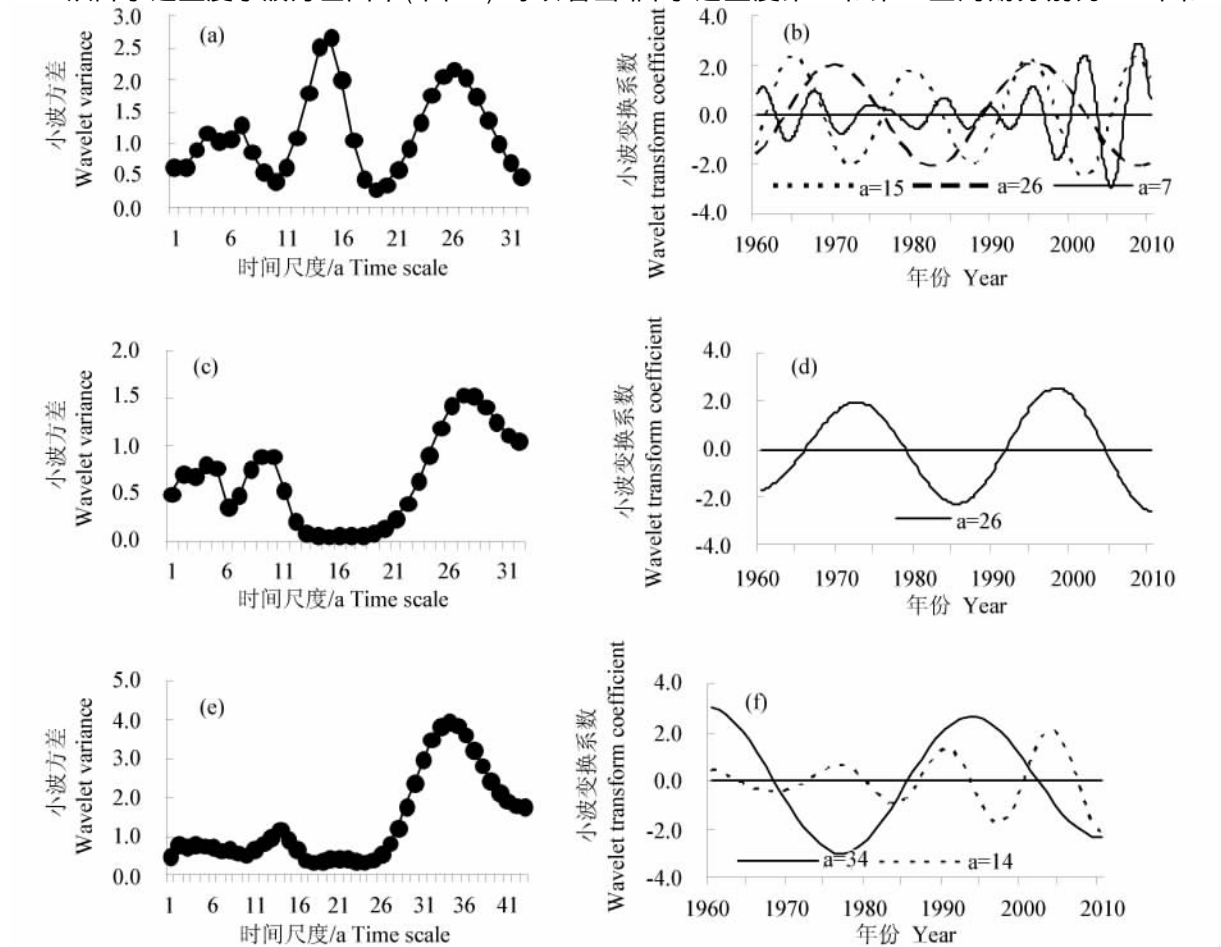 3.0
2.5
2.0
1.5
1.0
0.5
0.0
(a)
小波方差
Wavelet variance
1 6 11 16 21 26 31
时间尺度/a Time scale
4.0
2.0
0.0
-2.0
-4.0
(b)
小波变换系数
Wavelet transform coefficient
a=15 a=26 a=7
1960 1970 1980 1990 2000 2010
年份 Year
2.0
1.5
1.0
0.5
0.0
(c)
小波方差
Wavelet variance
1 6 11 16 21 26 31
时间尺度/a Time scale
4.0
2.0
0.0
-2.0
-4.0
(d)
小波变换系数
Wavelet transform coefficient
a=26
1960 1970 1980 1990 2000 2010
年份 Year
5.0
4.0
3.0
2.0
1.0
0.0
(e)
小波方差
Wavelet variance
1 6 11 16 21 26 31 36 41
时间尺度/a Time scale
4.0
2.0
0.0
-2.0
-4.0
(f)
小波变换系数
Wavelet transform coefficient
a=34 a=14
1960 1970 1980 1990 2000 2010
年份 Year